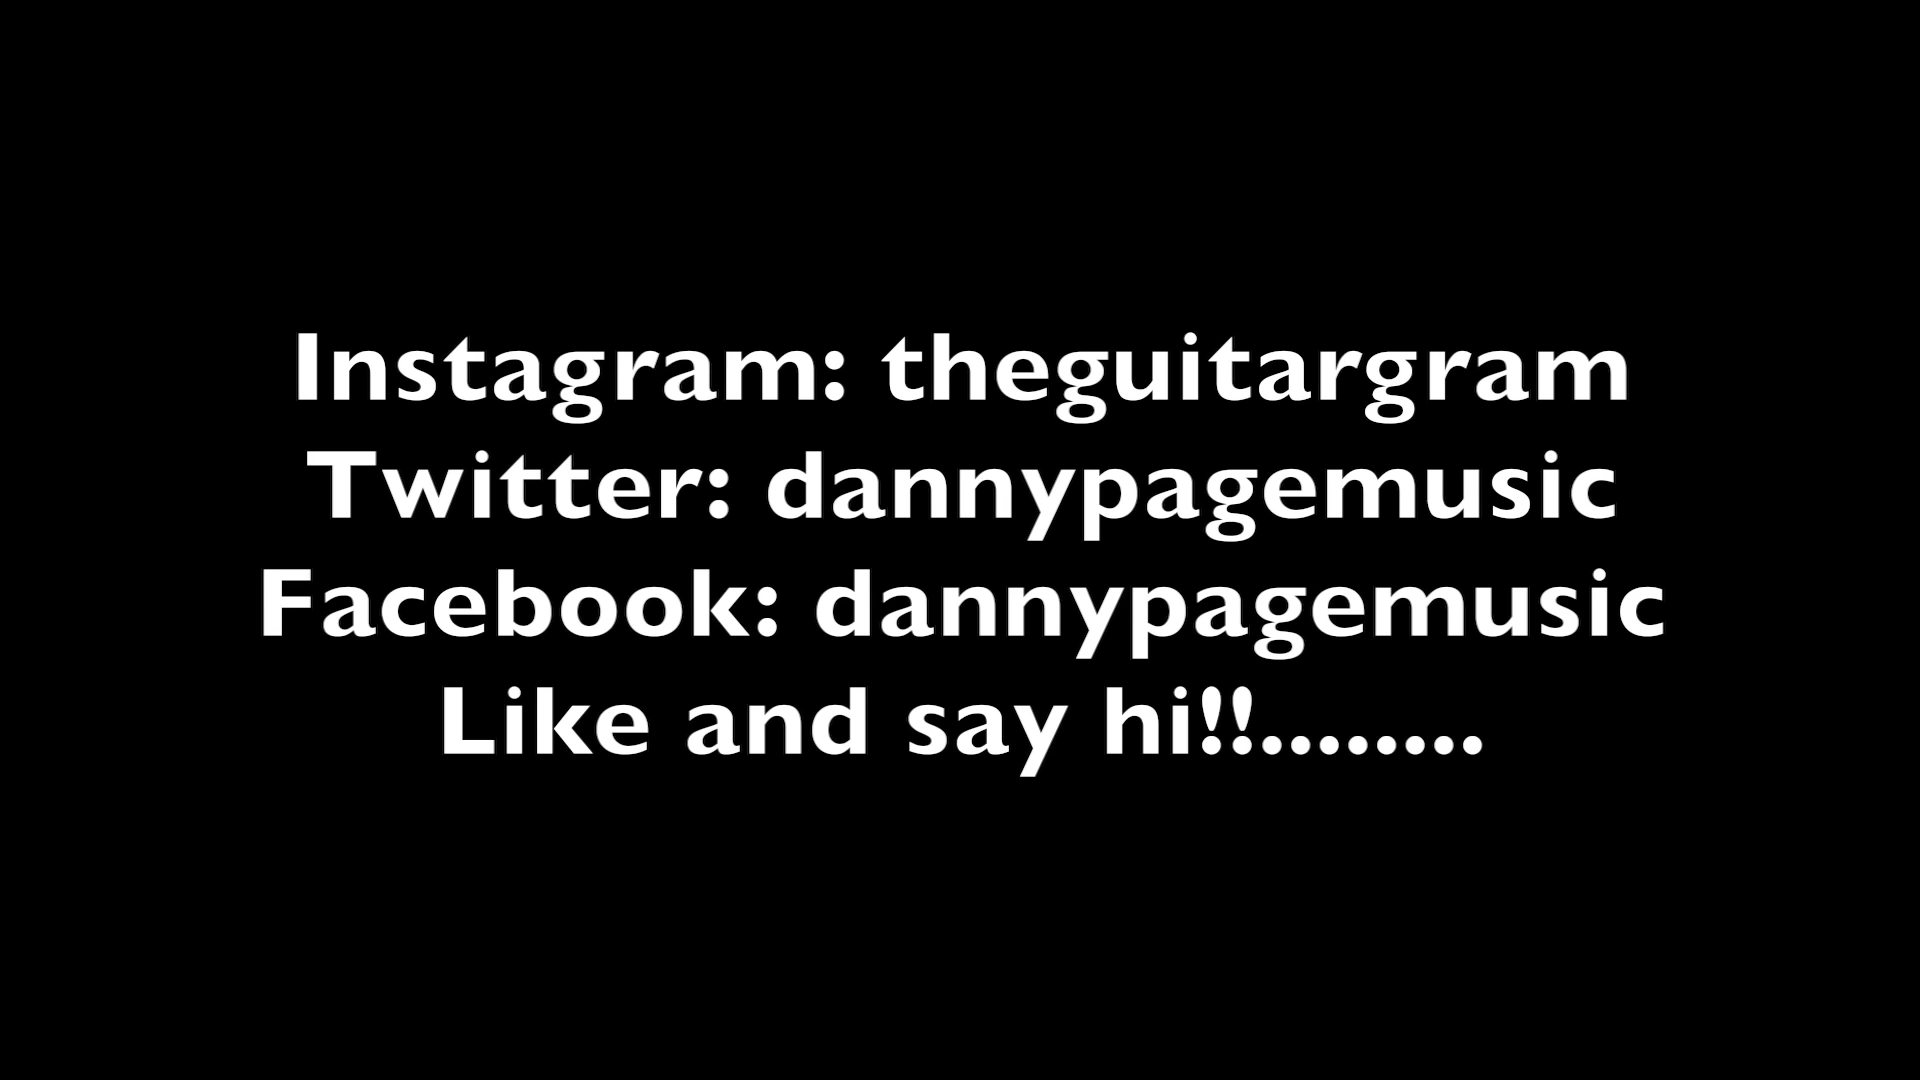 Instagram: theguitargram
Twitter: dannypagemusic
Facebook: dannypagemusic
Like and say hi!!........